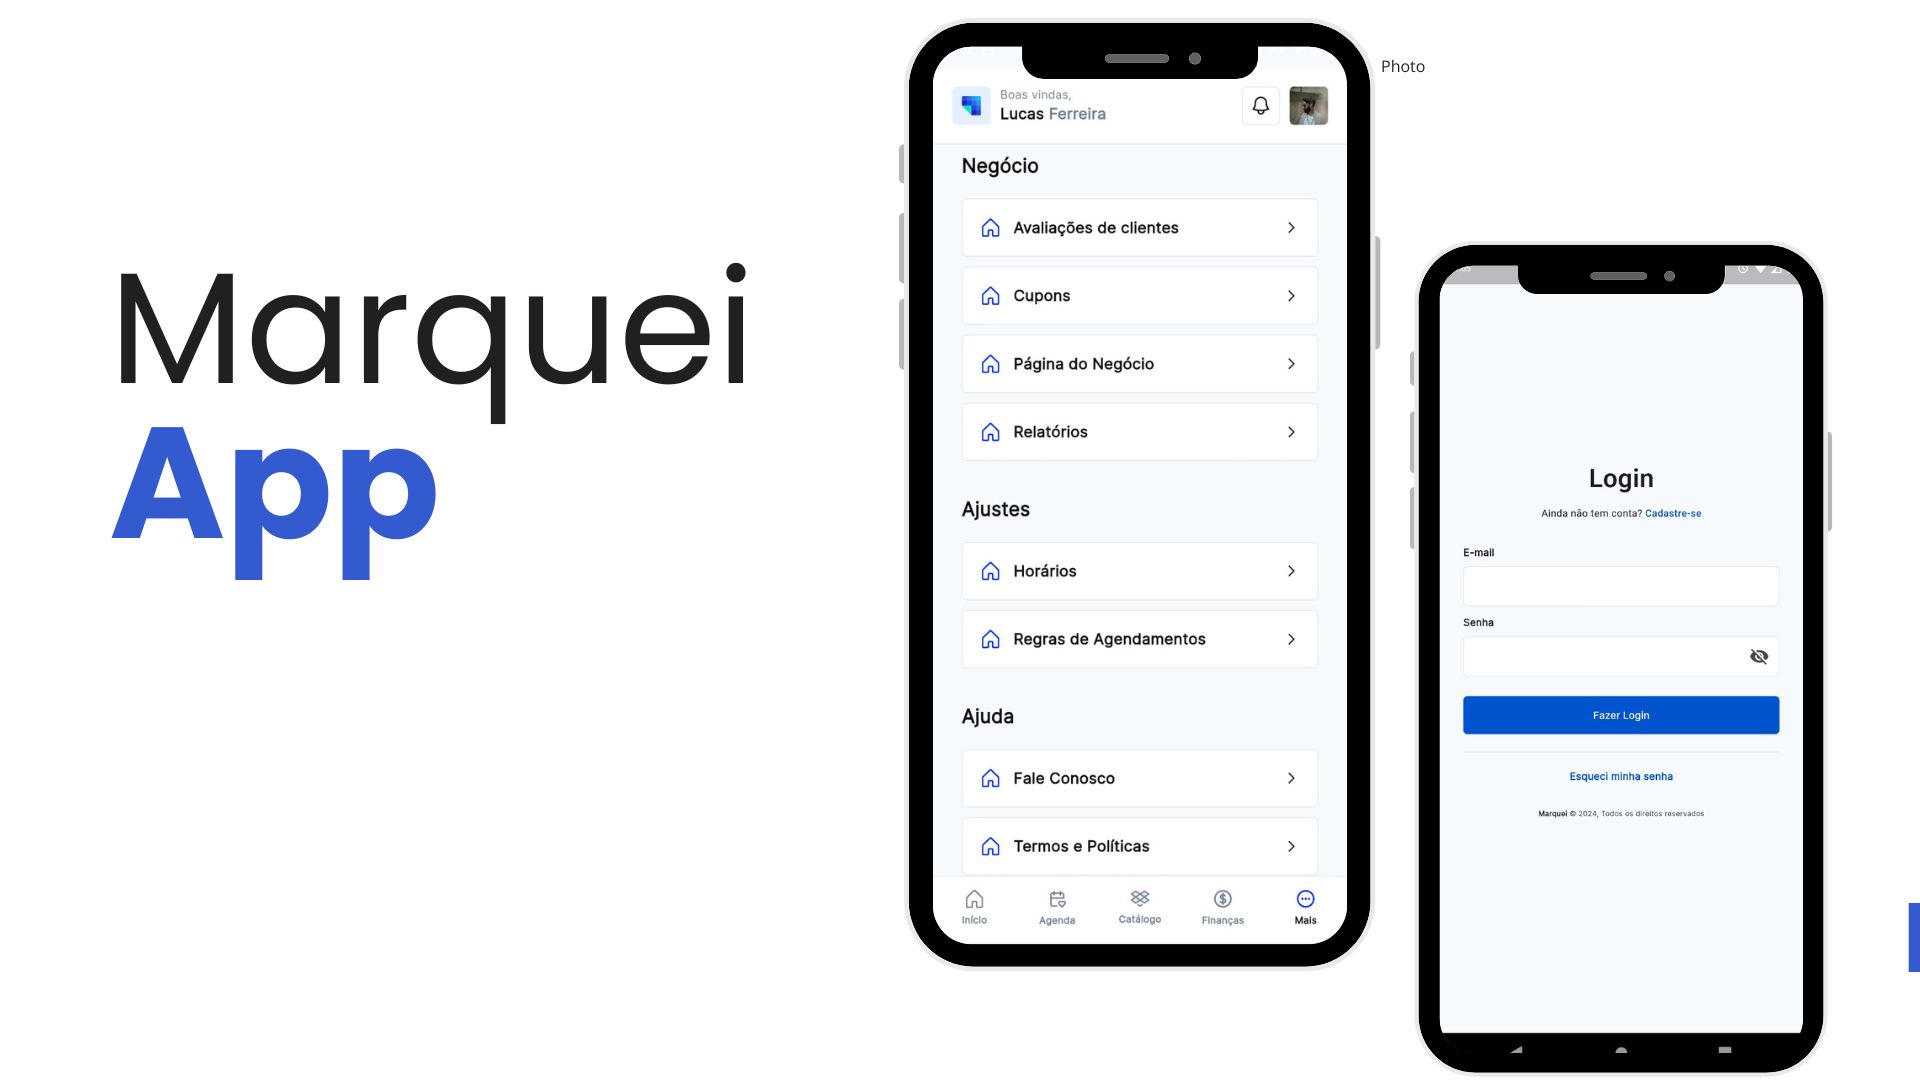 Marquei
App
Photo
Boas vindas,
Lucas Ferreira
Negócio
Avaliações de clientes
Cupons
Página do Negócio
Relatórios
Ajustes
Horários
Regras de Agendamentos
Ajuda
Fale Conosco
Termos e Políticas
Início
Agenda
Catálogo
Finanças
Mais
Login
Ainda não tem conta? Cadastre-se
E-mail
Senha
Fazer Login
Esqueci minha senha
Marquei © 2024, Todos os direitos reservados